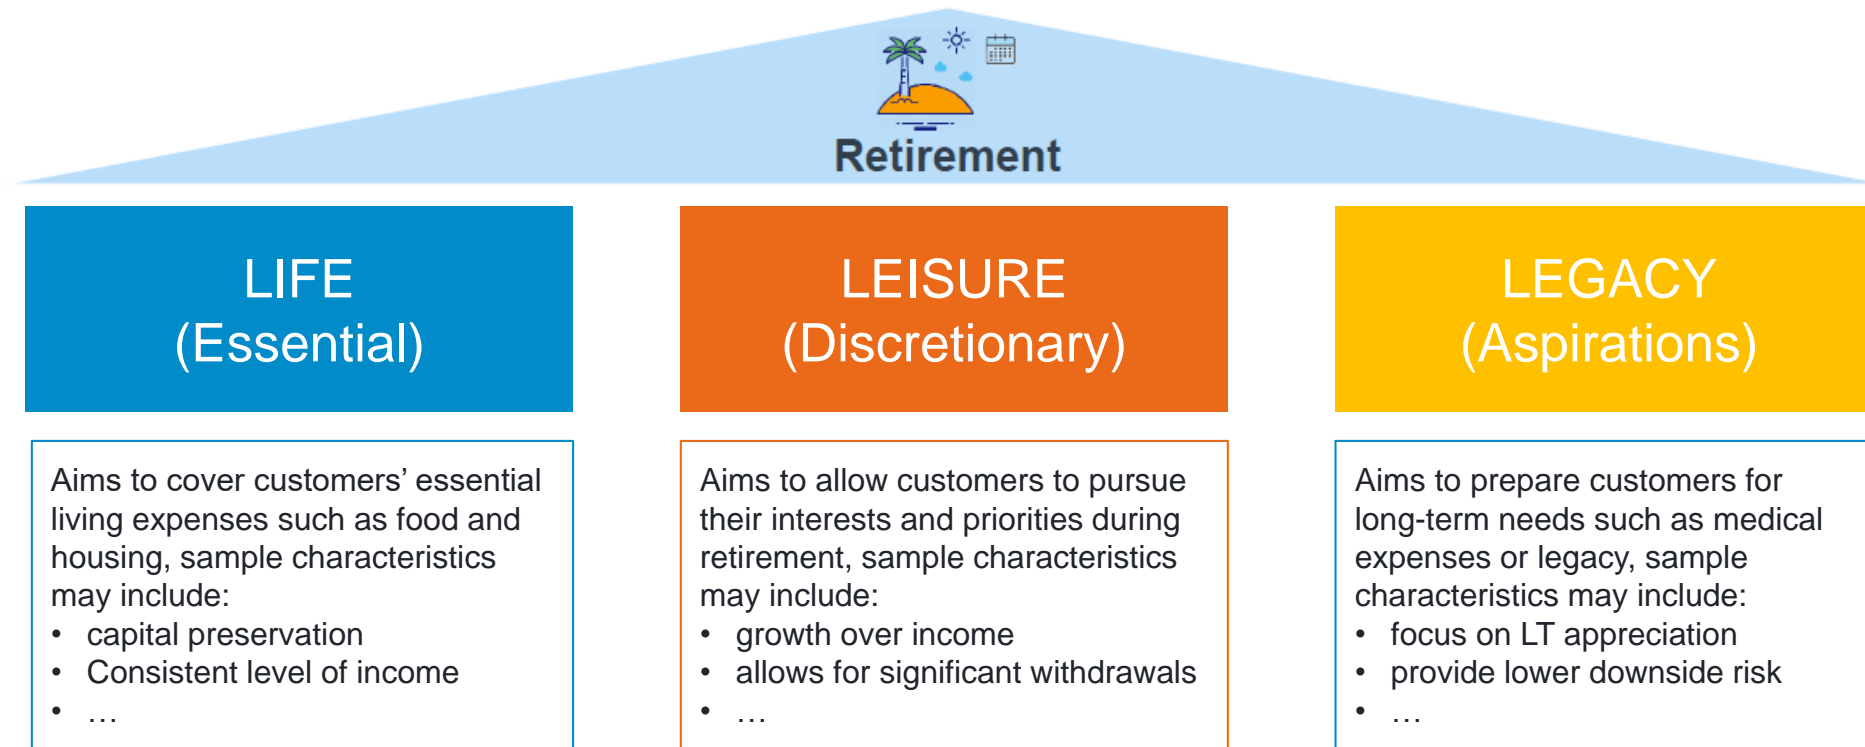 Retirement
LIFE
(Essential)
Aims to cover customers’ essential
living expenses such as food and
housing, sample characteristics
may include:
• capital preservation
• Consistent level of income
• …
LEISURE
(Discretionary)
Aims to allow customers to pursue
their interests and priorities during
retirement, sample characteristics
may include:
• growth over income
• allows for significant withdrawals
• …
LEGACY
(Aspirations)
Aims to prepare customers for
long-term needs such as medical
expenses or legacy, sample
characteristics may include:
• focus on LT appreciation
• provide lower downside risk
• …